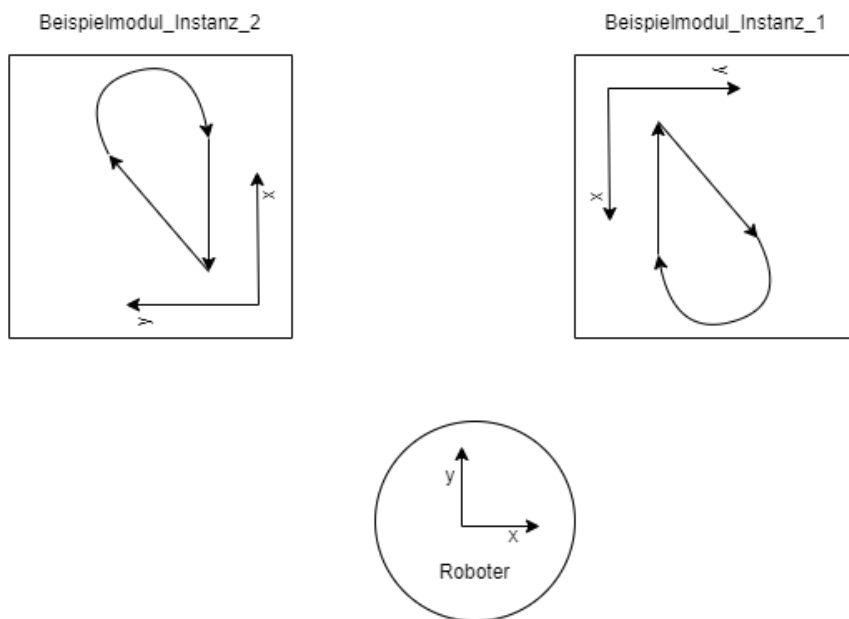 Beispielmodul_Instanz_2
Beispielmodul_Instanz_1
y
x
x
y
y
x
Roboter